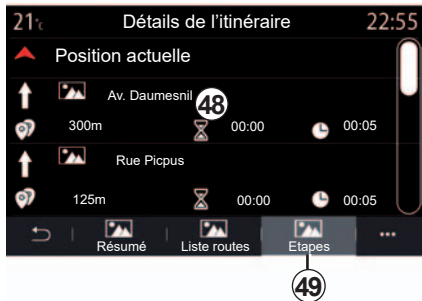 21°c Détails de l'itinéraire 22:55
Position actuelle
Av. Daumesnil
48
300m 00:00 00:05
Rue Picpus
125m 00:00 00:05
Résumé Liste routes Etapes ...
49